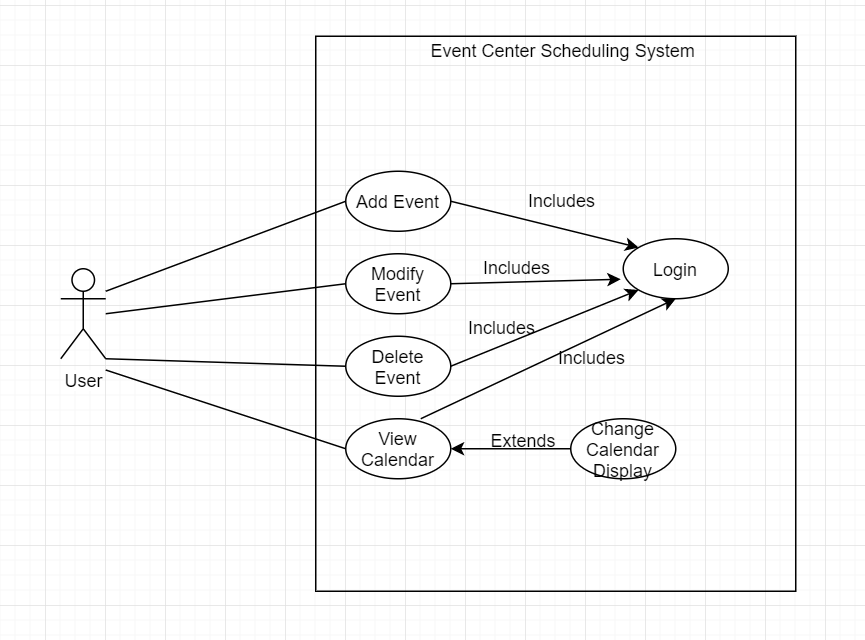 Event Center Scheduling System
Add Event
Includes
Modify
Event
Includes
Login
Includes
Delete
Event
Includes
User
View
Calendar
Extends
Change
Calendar
Display